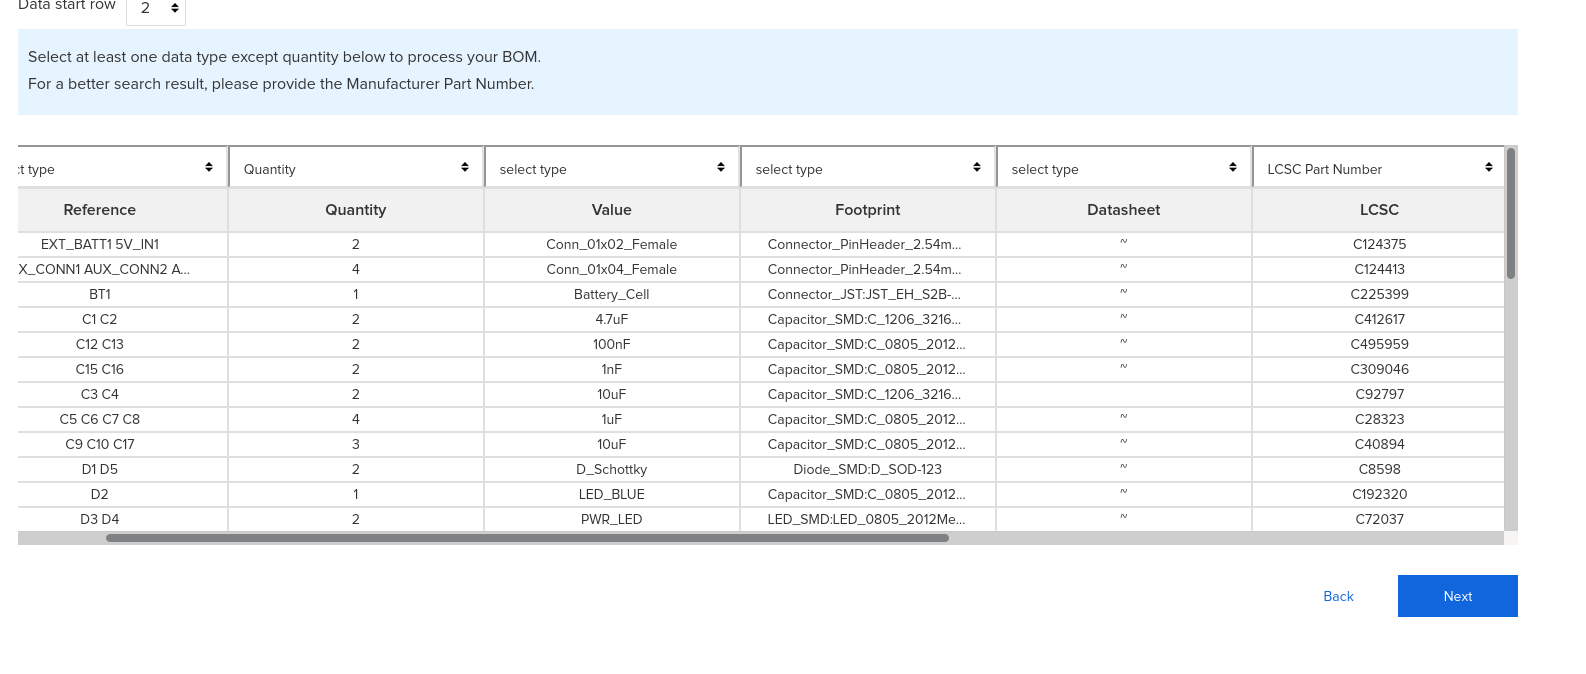 Data start row 2
Select at least one data type except quantity below to process your BOM.
For a better search result, please provide the Manufacturer Part Number.
ct type Quantity select type select type select type LCSC Part Number
Reference Quantity Value Footprint Datasheet LCSC
EXT_BATT1 5V_IN1 2 Conn_01x02_Female Connector_PinHeader_2.54m... ~ C124375
X_CONN1 AUX_CONN2 A... 4 Conn_01x04_Female Connector_PinHeader_2.54m... ~ C124413
BT1 1 Battery_Cell Connector_JST:JST_EH_S2B-... ~ C225399
C1 C2 2 4.7uF Capacitor_SMD:C_1206_3216... ~ C412617
C12 C13 2 100nF Capacitor_SMD:C_0805_2012... ~ C495959
C15 C16 2 1nF Capacitor_SMD:C_0805_2012... ~ C309046
C3 C4 2 10uF Capacitor_SMD:C_1206_3216... C92797
C5 C6 C7 C8 4 1uF Capacitor_SMD:C_0805_2012... ~ C28323
C9 C10 C17 3 10uF Capacitor_SMD:C_0805_2012... ~ C40894
D1 D5 2 D_Schottky Diode_SMD:D_SOD-123 ~ C8598
D2 1 LED_BLUE Capacitor_SMD:C_0805_2012... ~ C192320
D3 D4 2 PWR_LED LED_SMD:LED_0805_2012Me... ~ C72037
Back Next